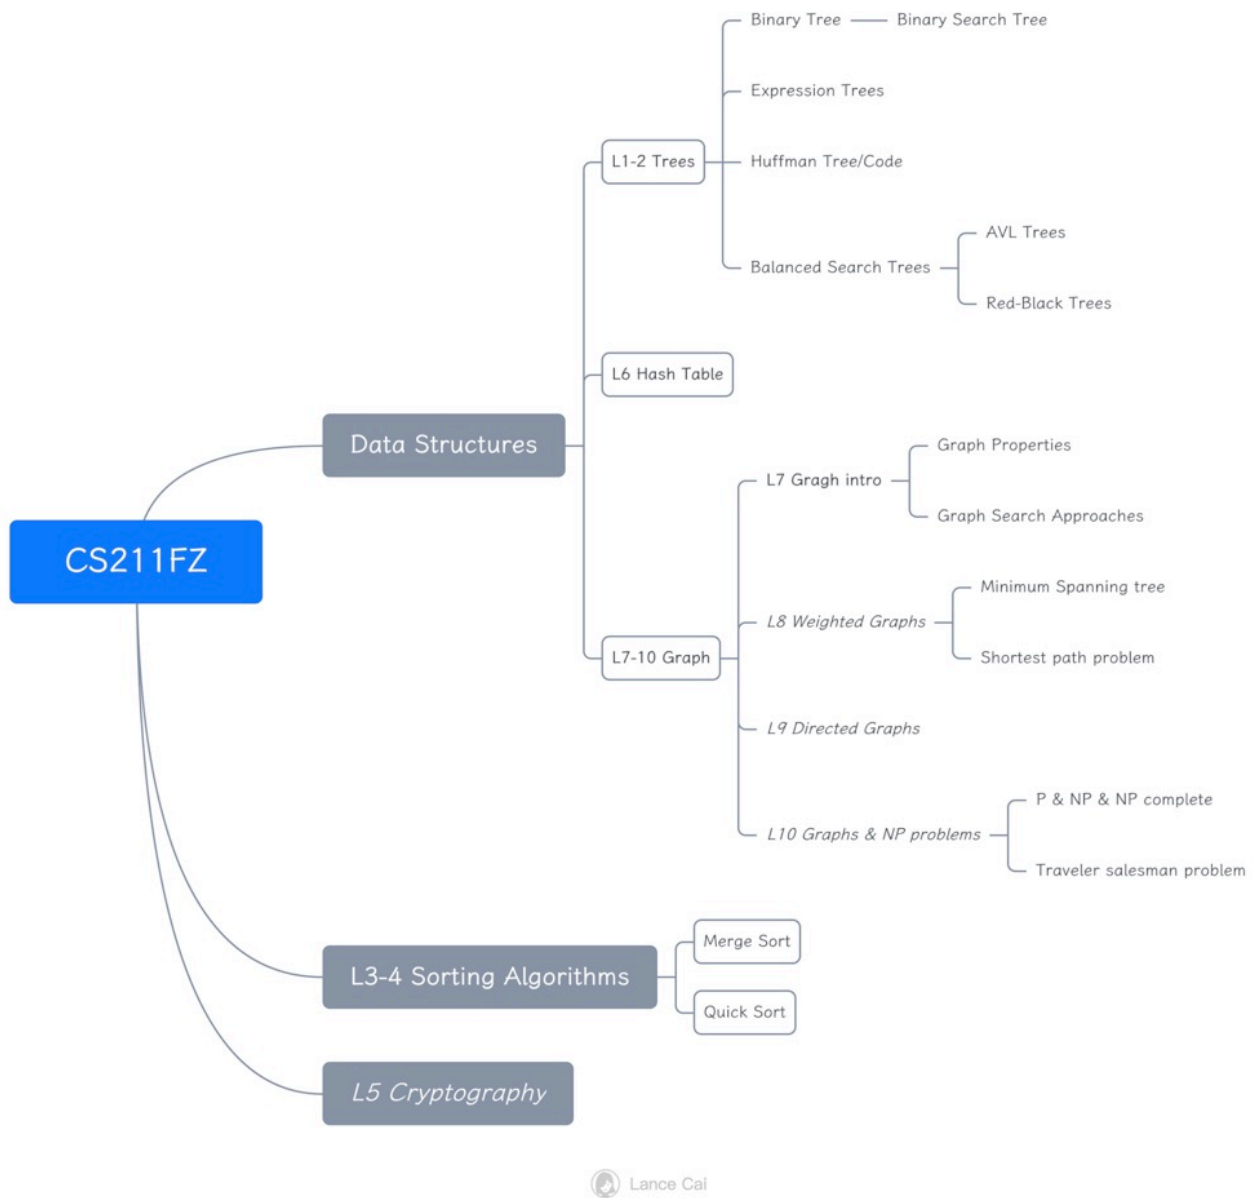 CS211FZ
Data Structures
L1-2 Trees
Binary Tree
Binary Search Tree
Expression Trees
Huffman Tree/Code
Balanced Search Trees
AVL Trees
Red-Black Trees
L6 Hash Table
L7-10 Graph
L7 Gragh intro
Graph Properties
Graph Search Approaches
L8 Weighted Graphs
Minimum Spanning tree
Shortest path problem
L9 Directed Graphs
L10 Graphs & NP problems
P & NP & NP complete
Traveler salesman problem
L3-4 Sorting Algorithms
Merge Sort
Quick Sort
L5 Cryptography
Lance Cai